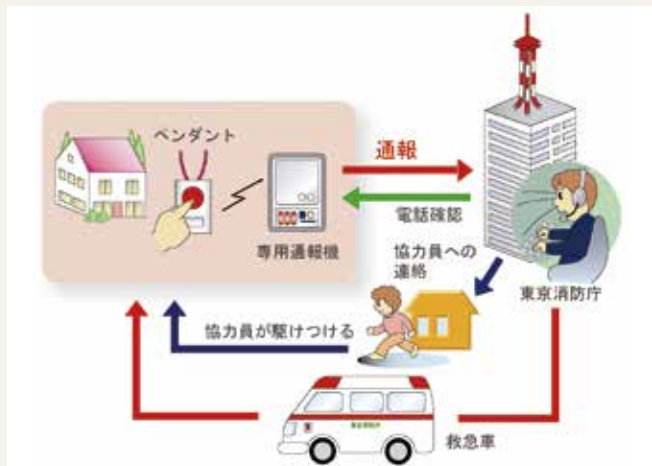 ペンダント
通報
電話確認
専用通報機
協力員への
連絡
東京消防庁
協力員が駆けつける
救急車